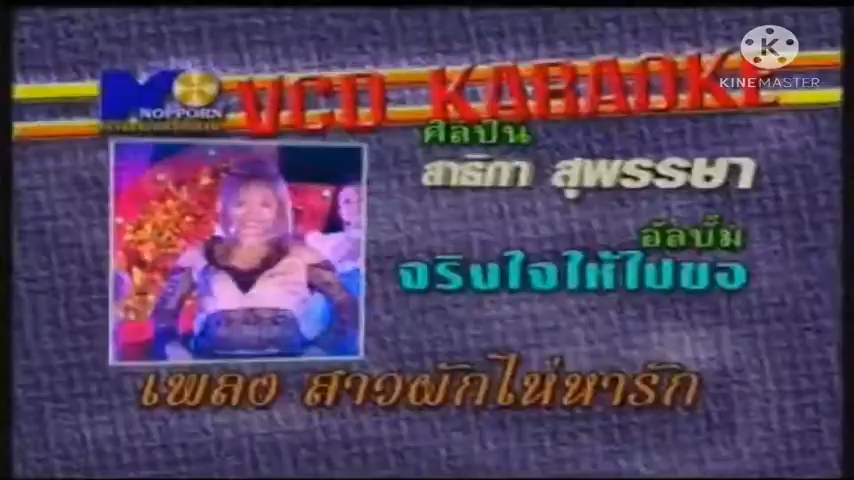 VCD KARAOKE
KINEMASTER
NOPPORN
ศิลปิน
สาธิกา สุพรรษา
อัลบั้ม
จริงใจให้ไปขอ
เพลง สาวผักไห่หารัก